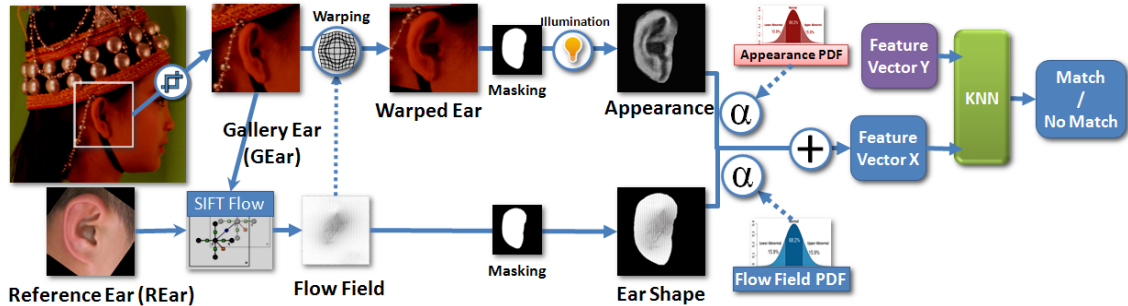 Warping
Illumination
Masking
Warped Ear
Appearance
Gallery Ear
(GEar)
Appearance PDF
α
Feature
Vector Y
KNN
Match
/
No Match
+
Feature
Vector X
SIFT Flow
Reference Ear (REar)
Flow Field
Masking
Ear Shape
α
Flow Field PDF